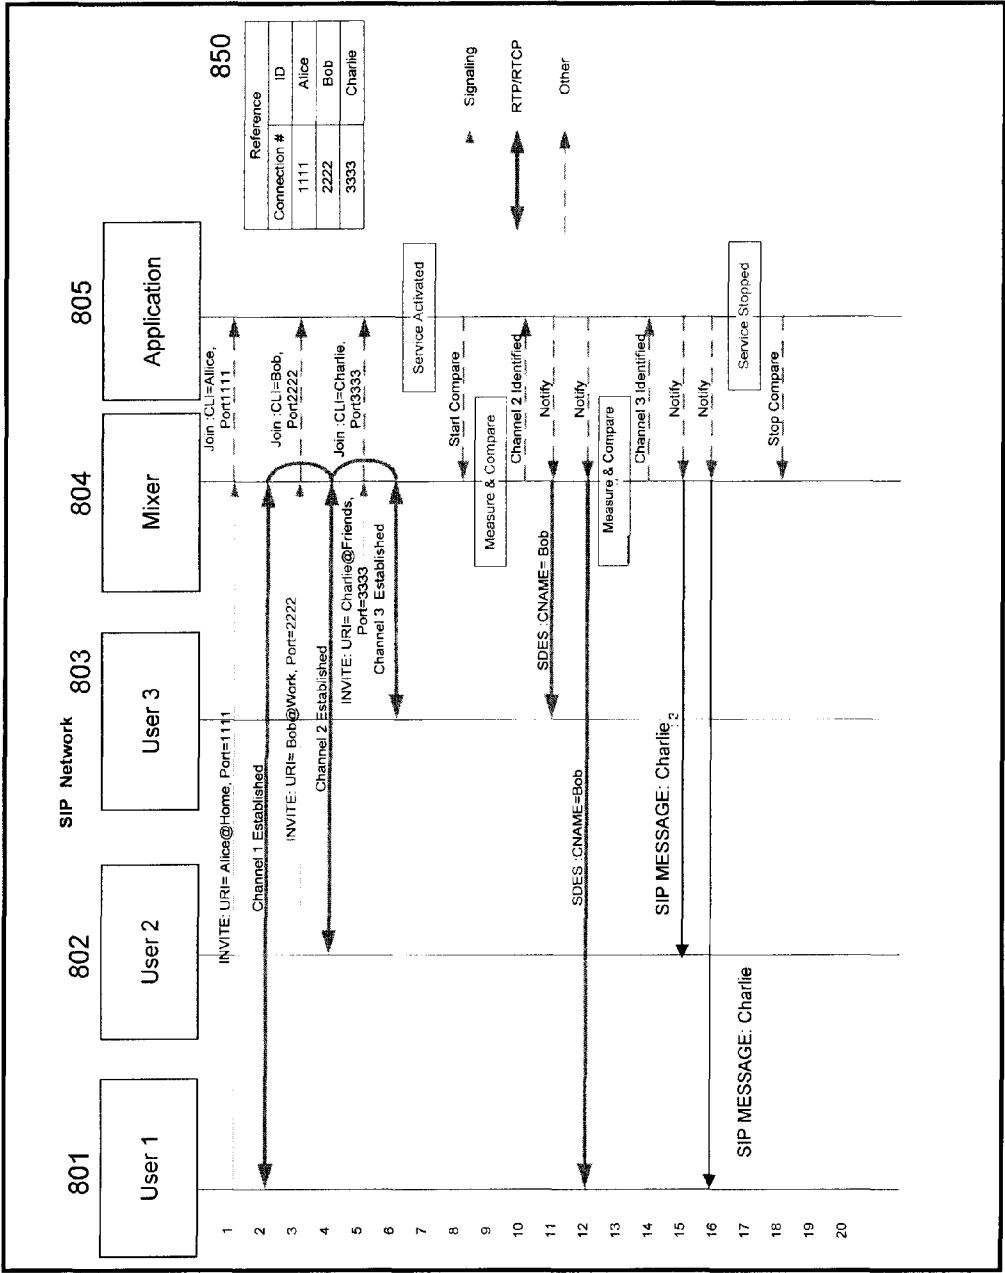 SIP Network
801
802
803
804
805
850
User 1
User 2
User 3
Mixer
Application
Reference
Connection #
ID
1111
Alice
2222
Bob
3333
Charlie
Signaling
RTP/RTCP
Other
1
INVITE: URI= Alice@Home, Port=1111
Join :CLI=Allice,
Port1111
2
Channel 1 Established
3
INVITE: URI= Bob@Work, Port=2222
Join :CLI=Bob,
Port2222
4
Channel 2 Established
5
INVITE: URI= Charlie@Friends,
Port=3333
Join :CLI=Charlie,
Port3333
6
Channel 3 Established
7
Service Activated
8
Start Compare
9
Measure & Compare
10
Channel 2 Identified
11
SDES :CNAME= Bob
Notify
12
SDES :CNAME=Bob
Notify
13
Measure & Compare
14
Channel 3 Identified
15
SIP MESSAGE: Charlie
Notify
16
SIP MESSAGE: Charlie
Notify
17
Service Stopped
18
Stop Compare
19
20